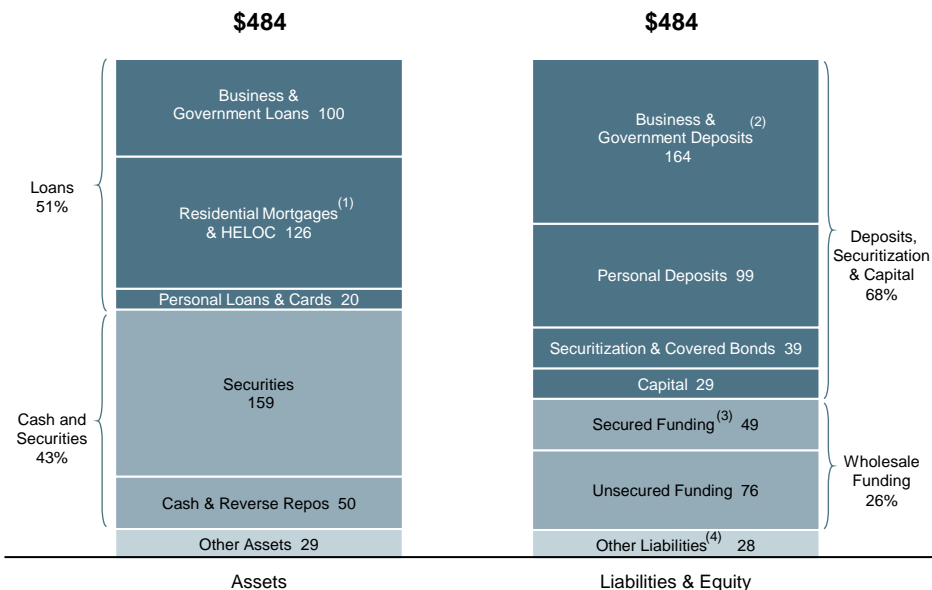 $484
$484
Business &
Government Loans 100
Residential Mortgages(1)
& HELOC 126
Personal Loans & Cards 20
Securities
159
Cash & Reverse Repos 50
Other Assets 29
Loans
51%
Cash and
Securities
43%
Business &
Government Deposits (2)
164
Personal Deposits 99
Securitization & Covered Bonds 39
Capital 29
Secured Funding(3) 49
Unsecured Funding 76
Other Liabilities(4) 28
Deposits,
Securitization
& Capital
68%
Wholesale
Funding
26%
Assets
Liabilities & Equity